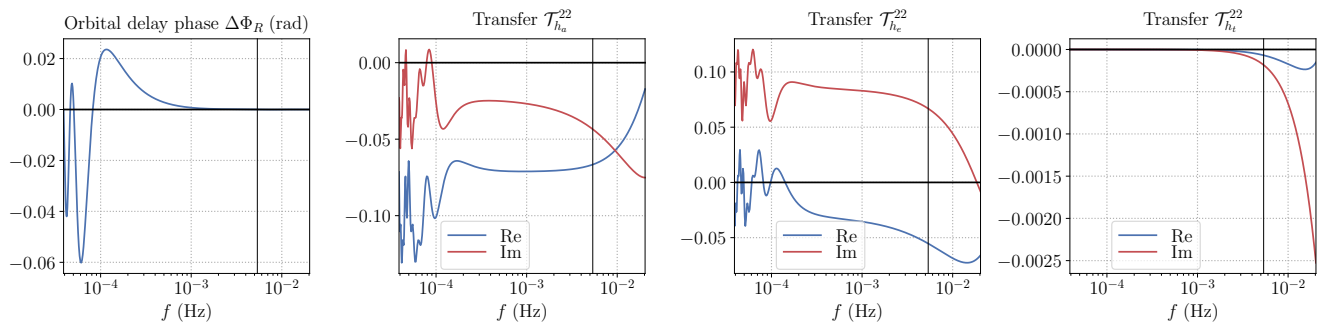 Orbital delay phase ΔΦ_R (rad)
0.02
0.00
−0.02
−0.04
−0.06
10^{−4}
10^{−3}
10^{−2}
f (Hz)
Transfer 𝒯^{22}_{h_a}
0.00
−0.05
−0.10
Re
Im
10^{−4}
10^{−3}
10^{−2}
f (Hz)
Transfer 𝒯^{22}_{h_e}
0.10
0.05
0.00
−0.05
Re
Im
10^{−4}
10^{−3}
10^{−2}
f (Hz)
Transfer 𝒯^{22}_{h_t}
0.0000
−0.0005
−0.0010
−0.0015
−0.0020
−0.0025
Re
Im
10^{−4}
10^{−3}
10^{−2}
f (Hz)